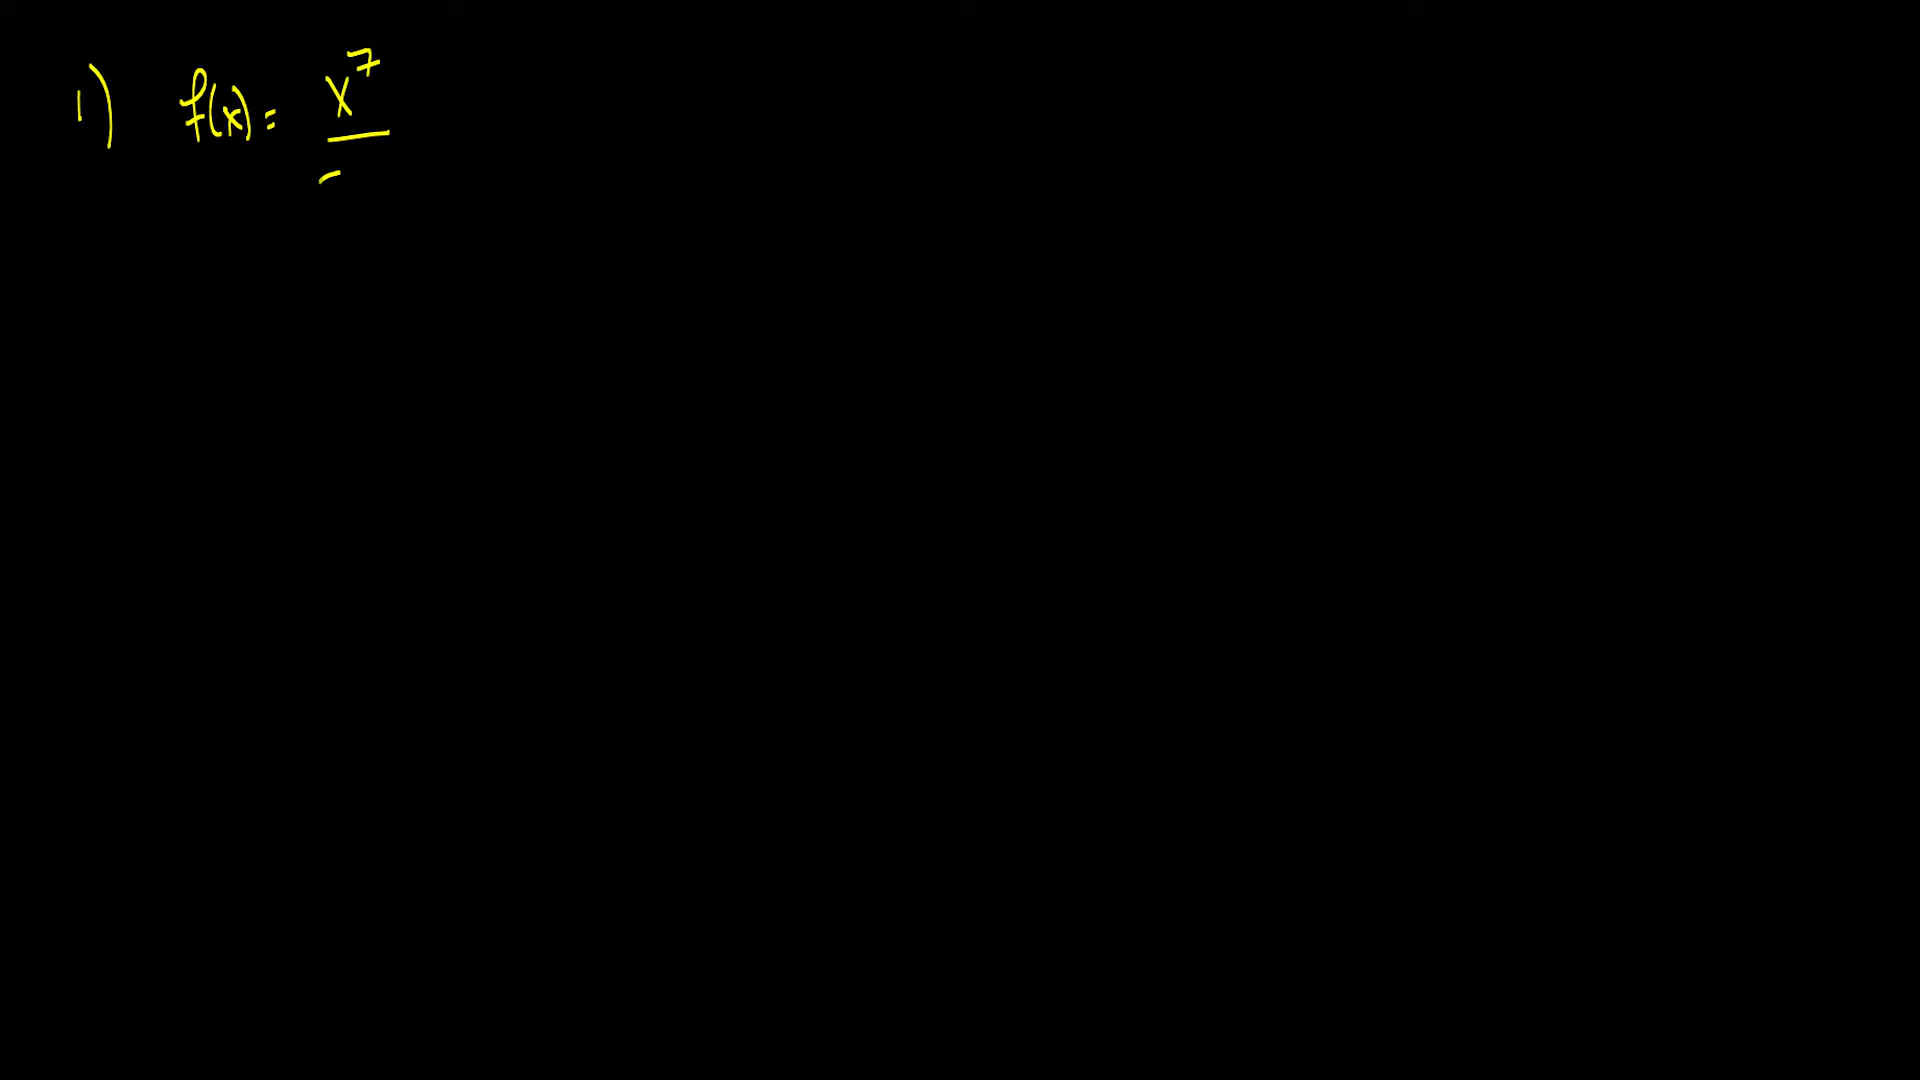 1) f(x) = x^7 /